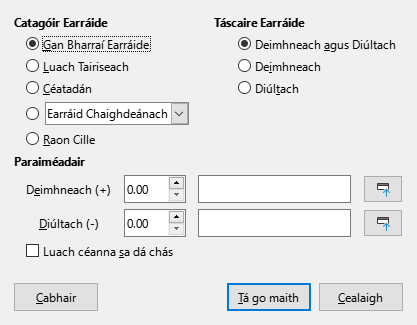 Catagóir Earráide
Gan Bharraí Earráide
Luach Tairiseach
Céatadán
Earráid Chaighdeánach
Raon Cille
Táscaire Earráide
Deimhneach agus Diúltach
Deimhneach
Diúltach
Paraiméadair
Deimhneach (+) 0.00
Diúltach (-) 0.00
Luach céanna sa dá chás
Cabhair Tá go maith Cealaigh